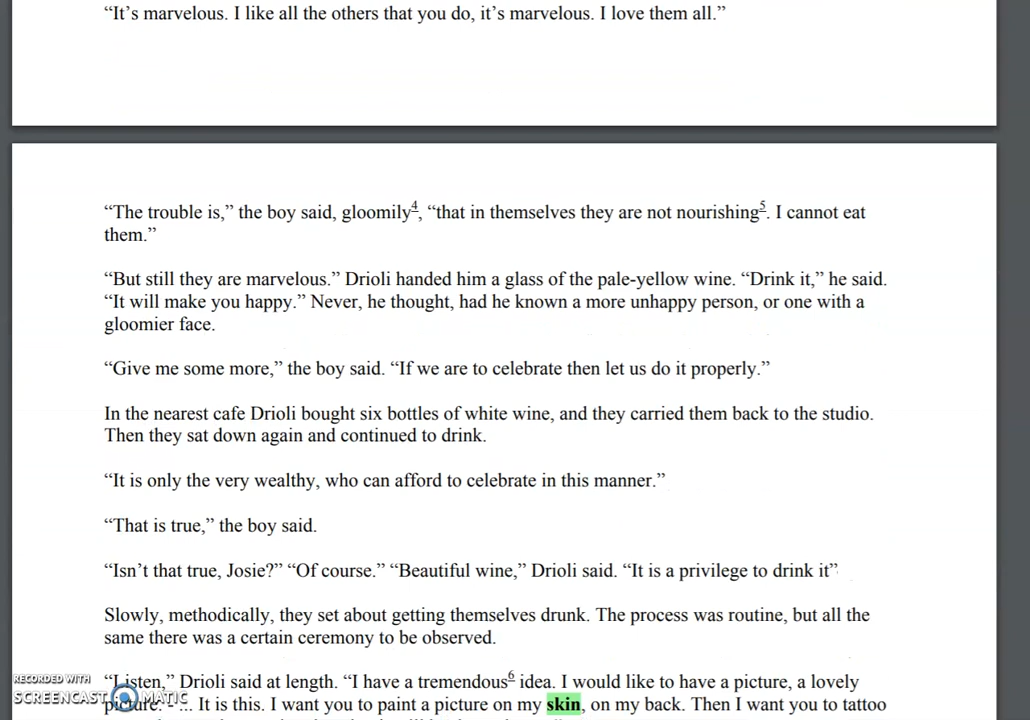 “It’s marvelous. I like all the others that you do, it’s marvelous. I love them all.”
“The trouble is,” the boy said, gloomily4, “that in themselves they are not nourishing5. I cannot eat
them.”
“But still they are marvelous.” Drioli handed him a glass of the pale-yellow wine. “Drink it,” he said.
“It will make you happy.” Never, he thought, had he known a more unhappy person, or one with a
gloomier face.
“Give me some more,” the boy said. “If we are to celebrate then let us do it properly.”
In the nearest cafe Drioli bought six bottles of white wine, and they carried them back to the studio.
Then they sat down again and continued to drink.
“It is only the very wealthy, who can afford to celebrate in this manner.”
“That is true,” the boy said.
“Isn’t that true, Josie?” “Of course.” “Beautiful wine,” Drioli said. “It is a privilege to drink it”
Slowly, methodically, they set about getting themselves drunk. The process was routine, but all the
same there was a certain ceremony to be observed.
“Listen,” Drioli said at length. “I have a tremendous6 idea. I would like to have a picture, a lovely
picture. - ... It is this. I want you to paint a picture on my skin, on my back. Then I want you to tattoo
RECORDED WITH
SCREENCAST MATIC